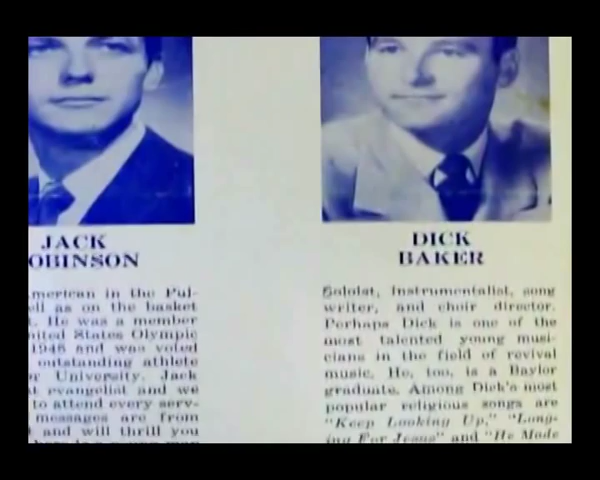 JACK
OBINSON
merican in the Pul-
ell as on the basket
. He was a member
nited States Olympic
1948 and was voted
outstanding athlete
r University. Jack
t evangelist and we
to attend every serv-
messages are from
and will thrill you
DICK
BAKER
Soloist, Instrumentalist, song
writer, and choir director.
Perhaps Dick is one of the
most talented young musi-
cians in the field of revival
music. He, too, is a Baylor
graduate. Among Dick's most
popular religious songs are
"Keep Looking Up," "Long-
ing For Jesus" and "He Made